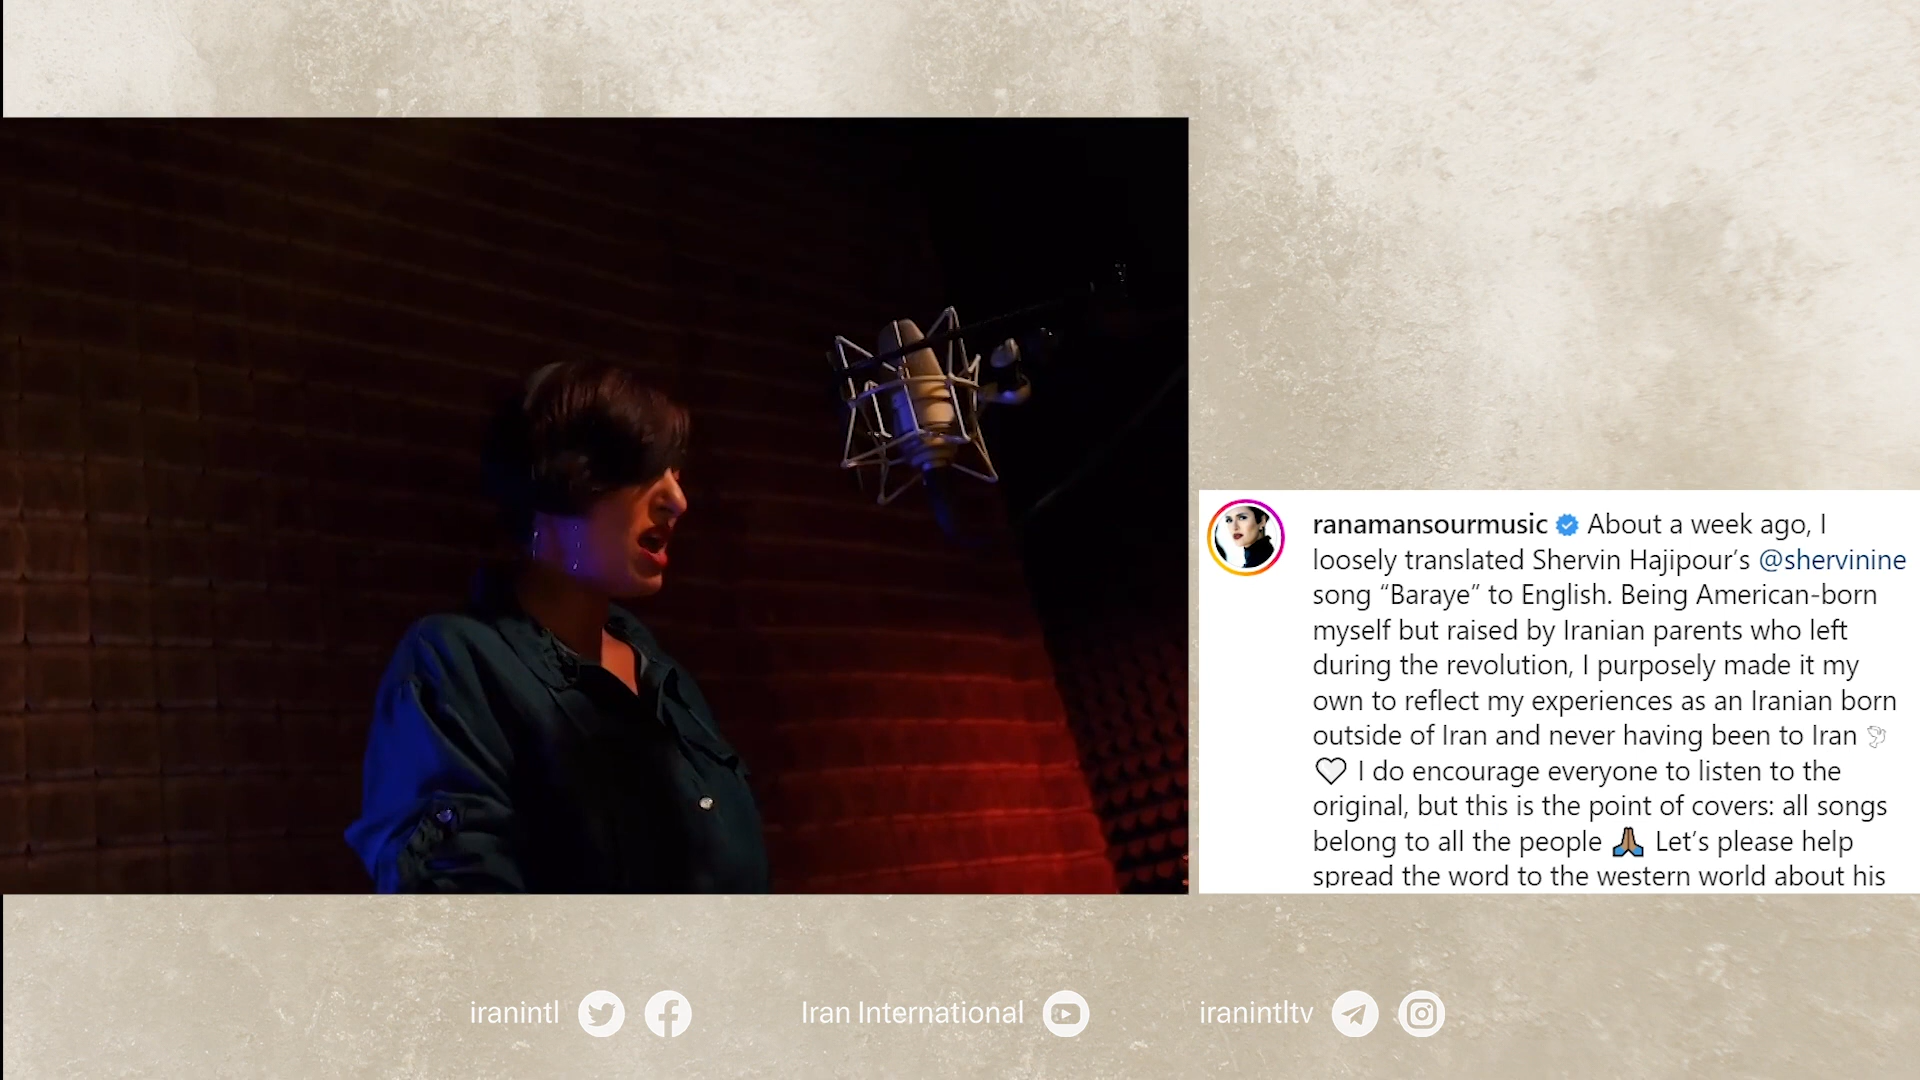 ranamansourmusic About a week ago, I
loosely translated Shervin Hajipour’s @shervinine
song “Baraye” to English. Being American-born
myself but raised by Iranian parents who left
during the revolution, I purposely made it my
own to reflect my experiences as an Iranian born
outside of Iran and never having been to Iran 🕊
♡ I do encourage everyone to listen to the
original, but this is the point of covers: all songs
belong to all the people 🙏🏽 Let’s please help
spread the word to the western world about his
iranintl
Iran International
iranintltv